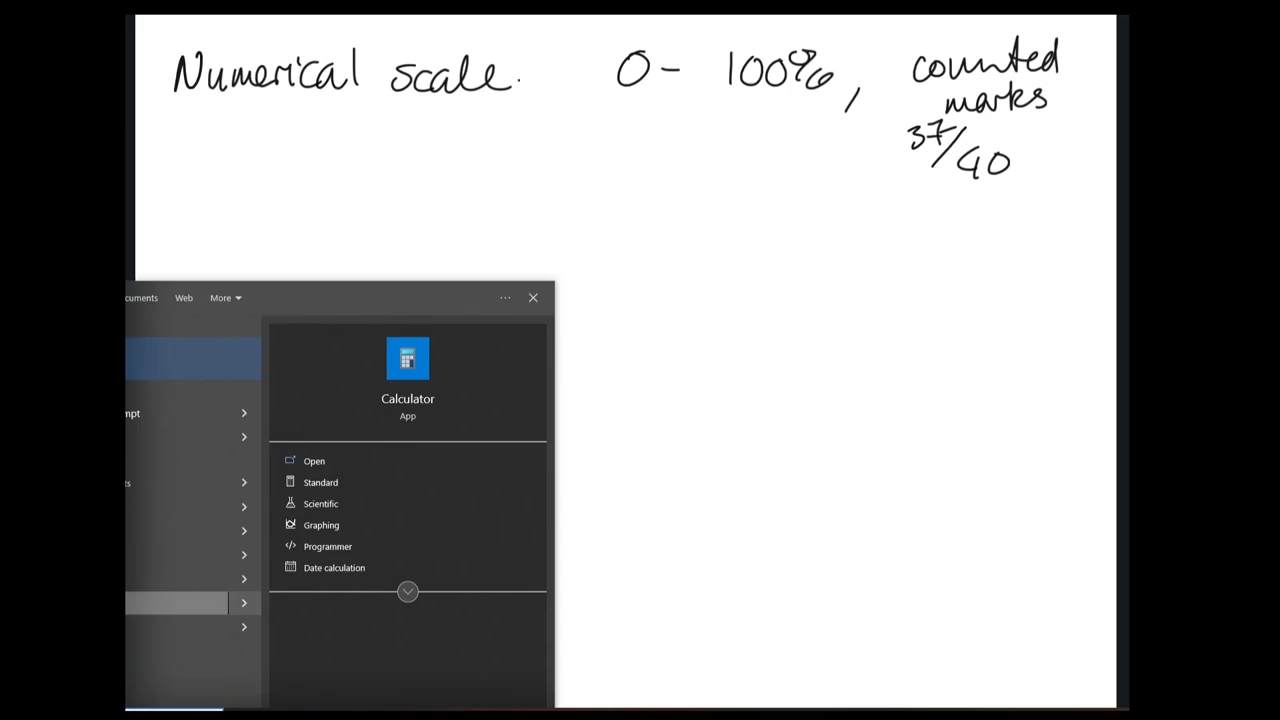 Numerical scale. 0 - 100%, counted
marks
37/40
cuments Web More ...
Calculator
App
mpt
Open
ts
Standard
Scientific
Graphing
Programmer
Date calculation